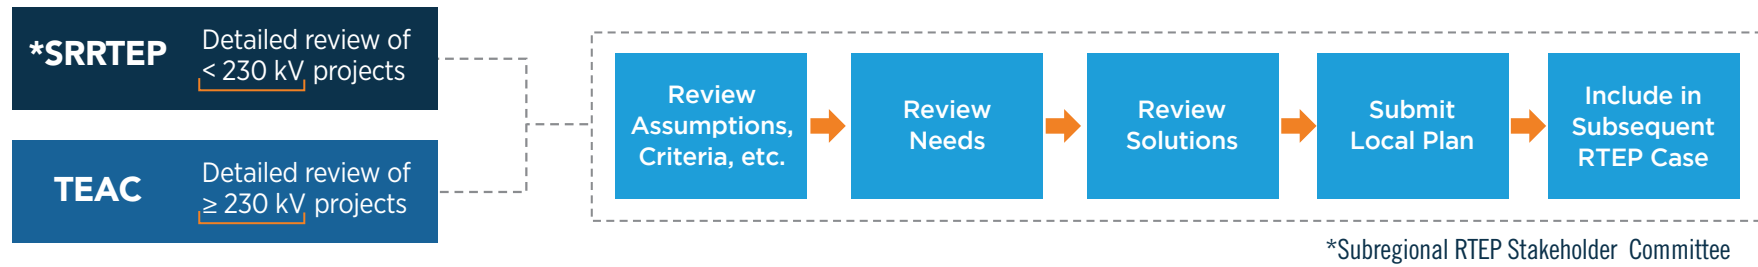 *SRRTEP
Detailed review of
< 230 kV projects
TEAC
Detailed review of
≥ 230 kV projects
Review
Assumptions,
Criteria, etc.
Review
Needs
Review
Solutions
Submit
Local Plan
Include in
Subsequent
RTEP Case
*Subregional RTEP Stakeholder Committee